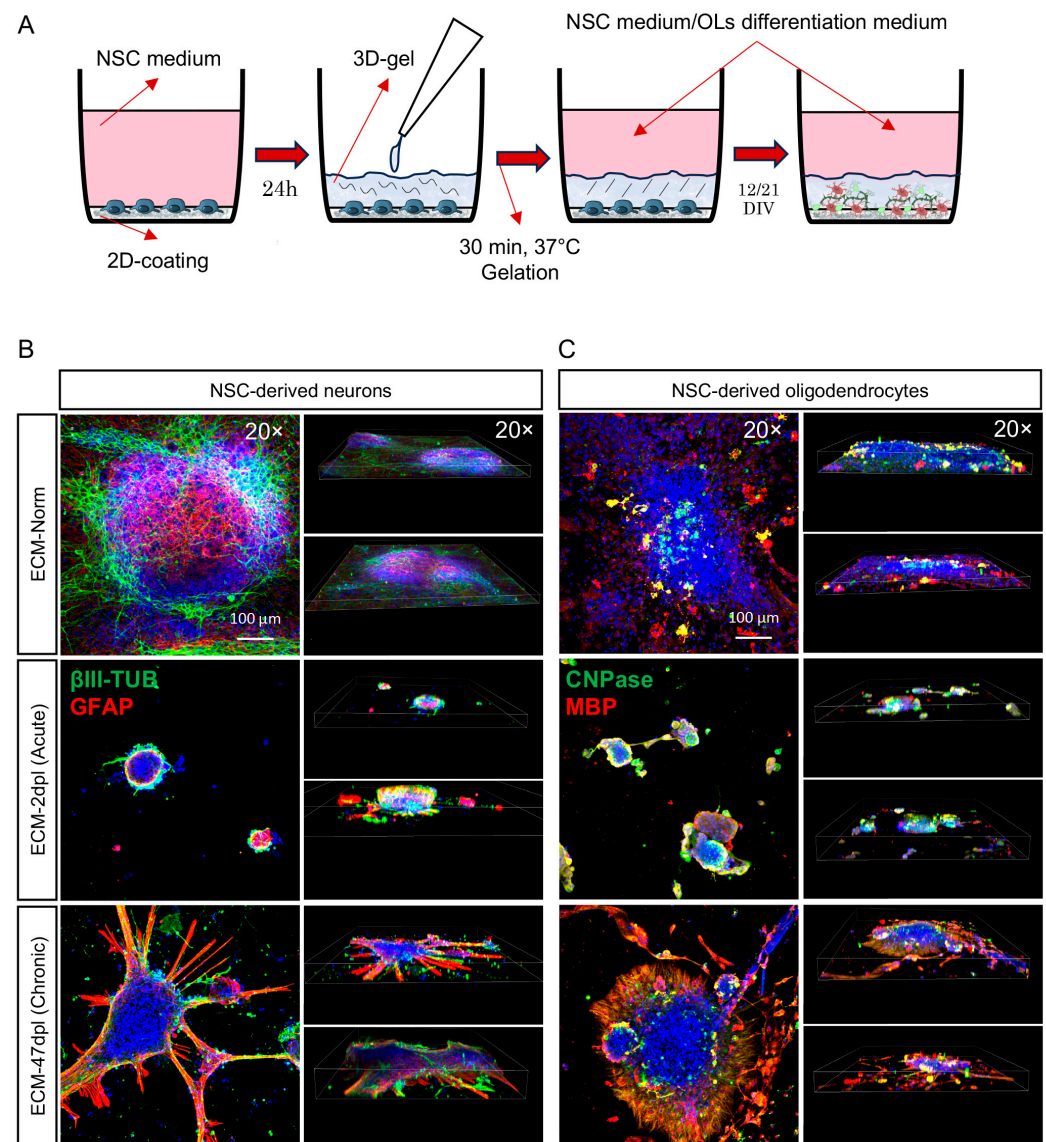 A
NSC medium
3D-gel
NSC medium/OLs differentiation medium
24h
12/21
DIV
2D-coating
30 min, 37°C
Gelation
B
C
NSC-derived neurons
NSC-derived oligodendrocytes
ECM-Norm
20×
20×
20×
20×
100 µm
100 µm
ECM-2dpl (Acute)
βIII-TUB
GFAP
CNPase
MBP
ECM-47dpl (Chronic)